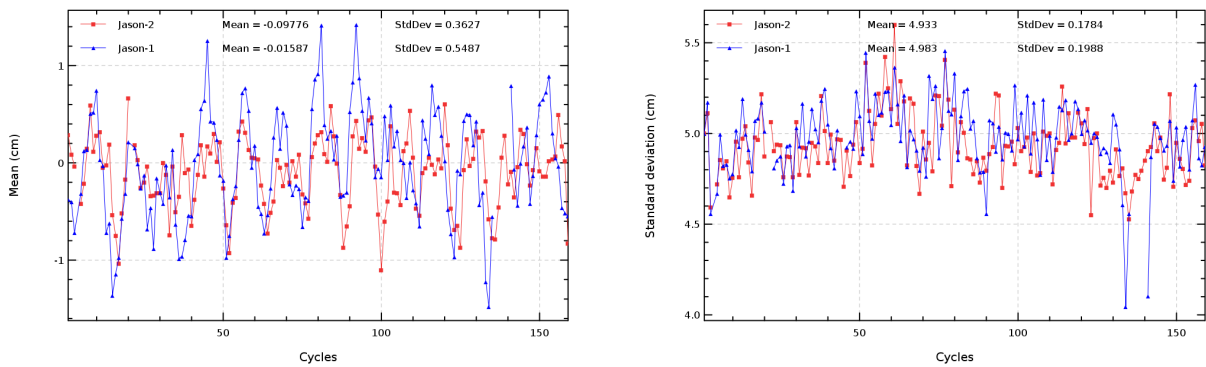 Jason-2 Mean = -0.09776 StdDev = 0.3627
Jason-1 Mean = -0.01587 StdDev = 0.5487
1
0
-1
Mean (cm)
50 100 150
Cycles
Jason-2 Mean = 4.933 StdDev = 0.1784
Jason-1 Mean = 4.983 StdDev = 0.1988
5.5
5.0
4.5
4.0
Standard deviation (cm)
50 100 150
Cycles